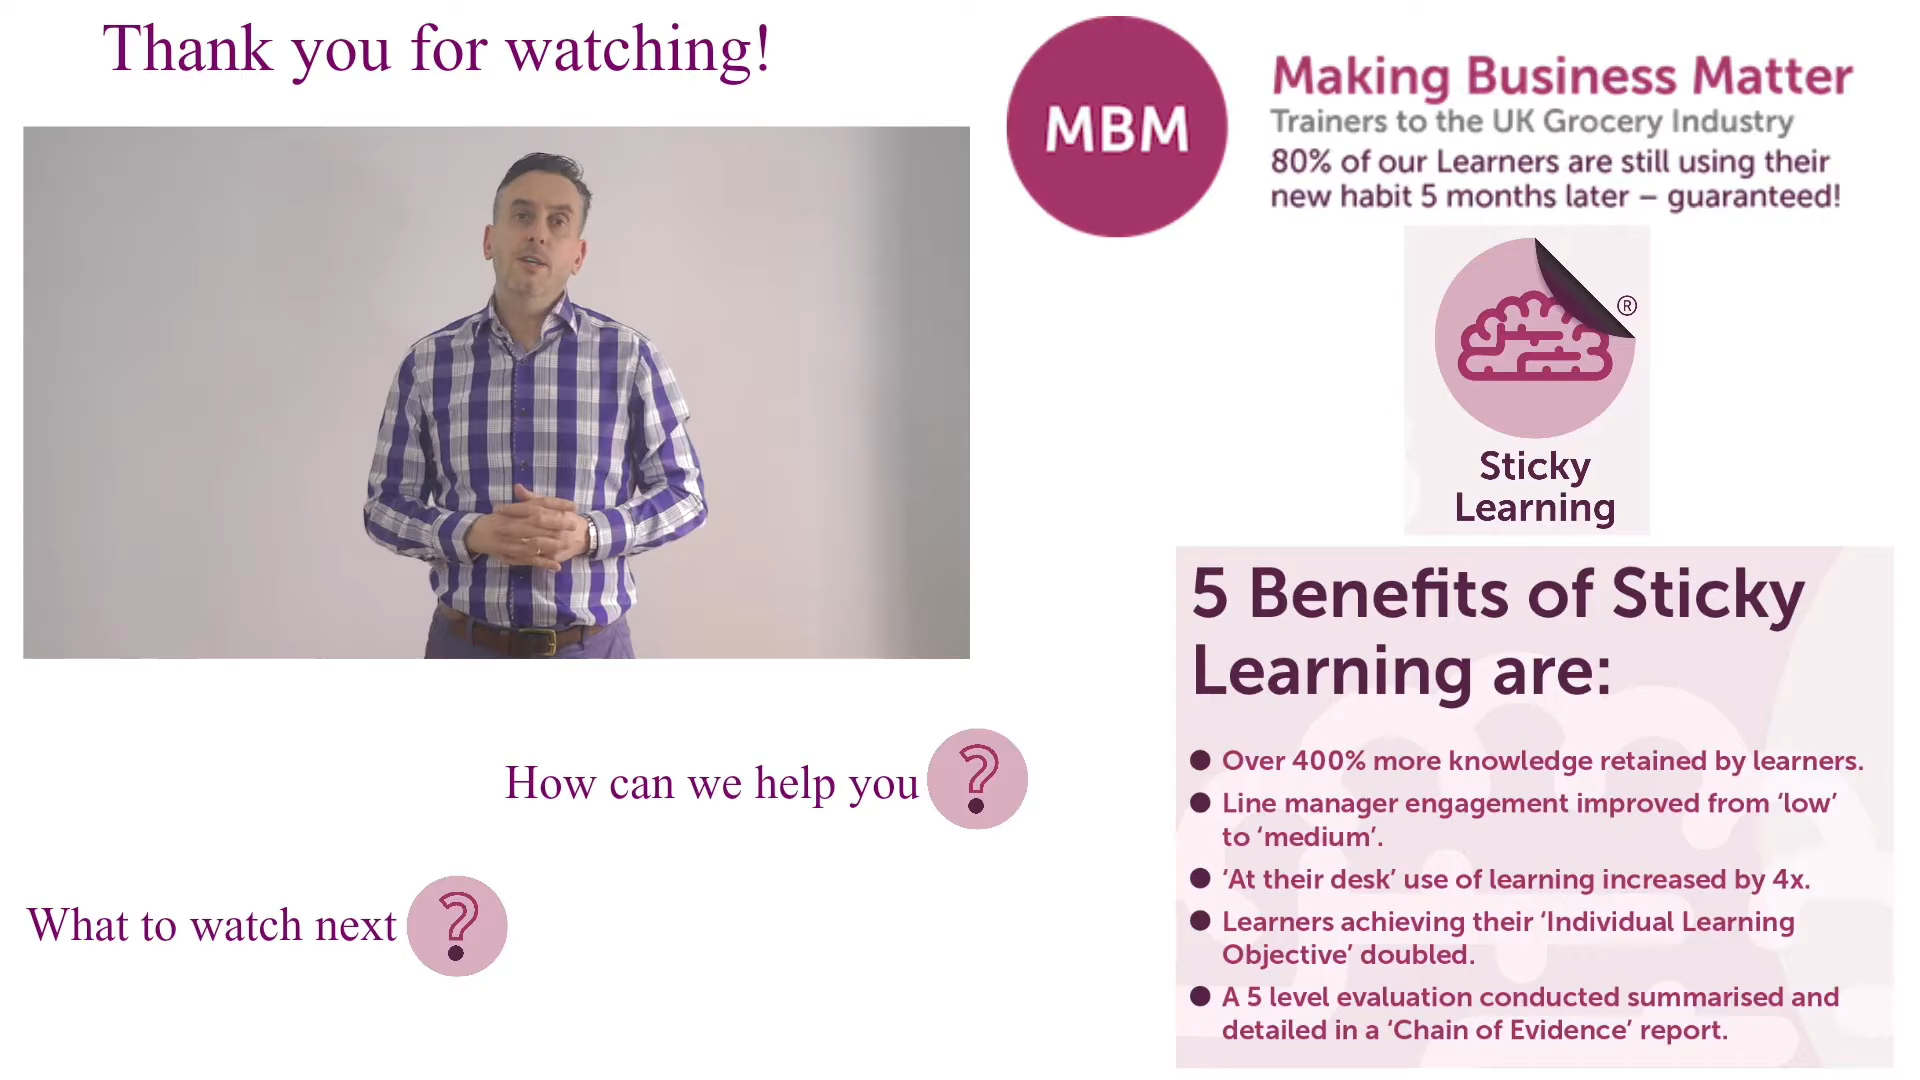 Thank you for watching!
MBM
Making Business Matter
Trainers to the UK Grocery Industry
80% of our Learners are still using their
new habit 5 months later – guaranteed!
®
Sticky
Learning
5 Benefits of Sticky
Learning are:
● Over 400% more knowledge retained by learners.
● Line manager engagement improved from ‘low’
to ‘medium’.
● ‘At their desk’ use of learning increased by 4x.
● Learners achieving their ‘Individual Learning
Objective’ doubled.
● A 5 level evaluation conducted summarised and
detailed in a ‘Chain of Evidence’ report.
How can we help you ?
What to watch next ?